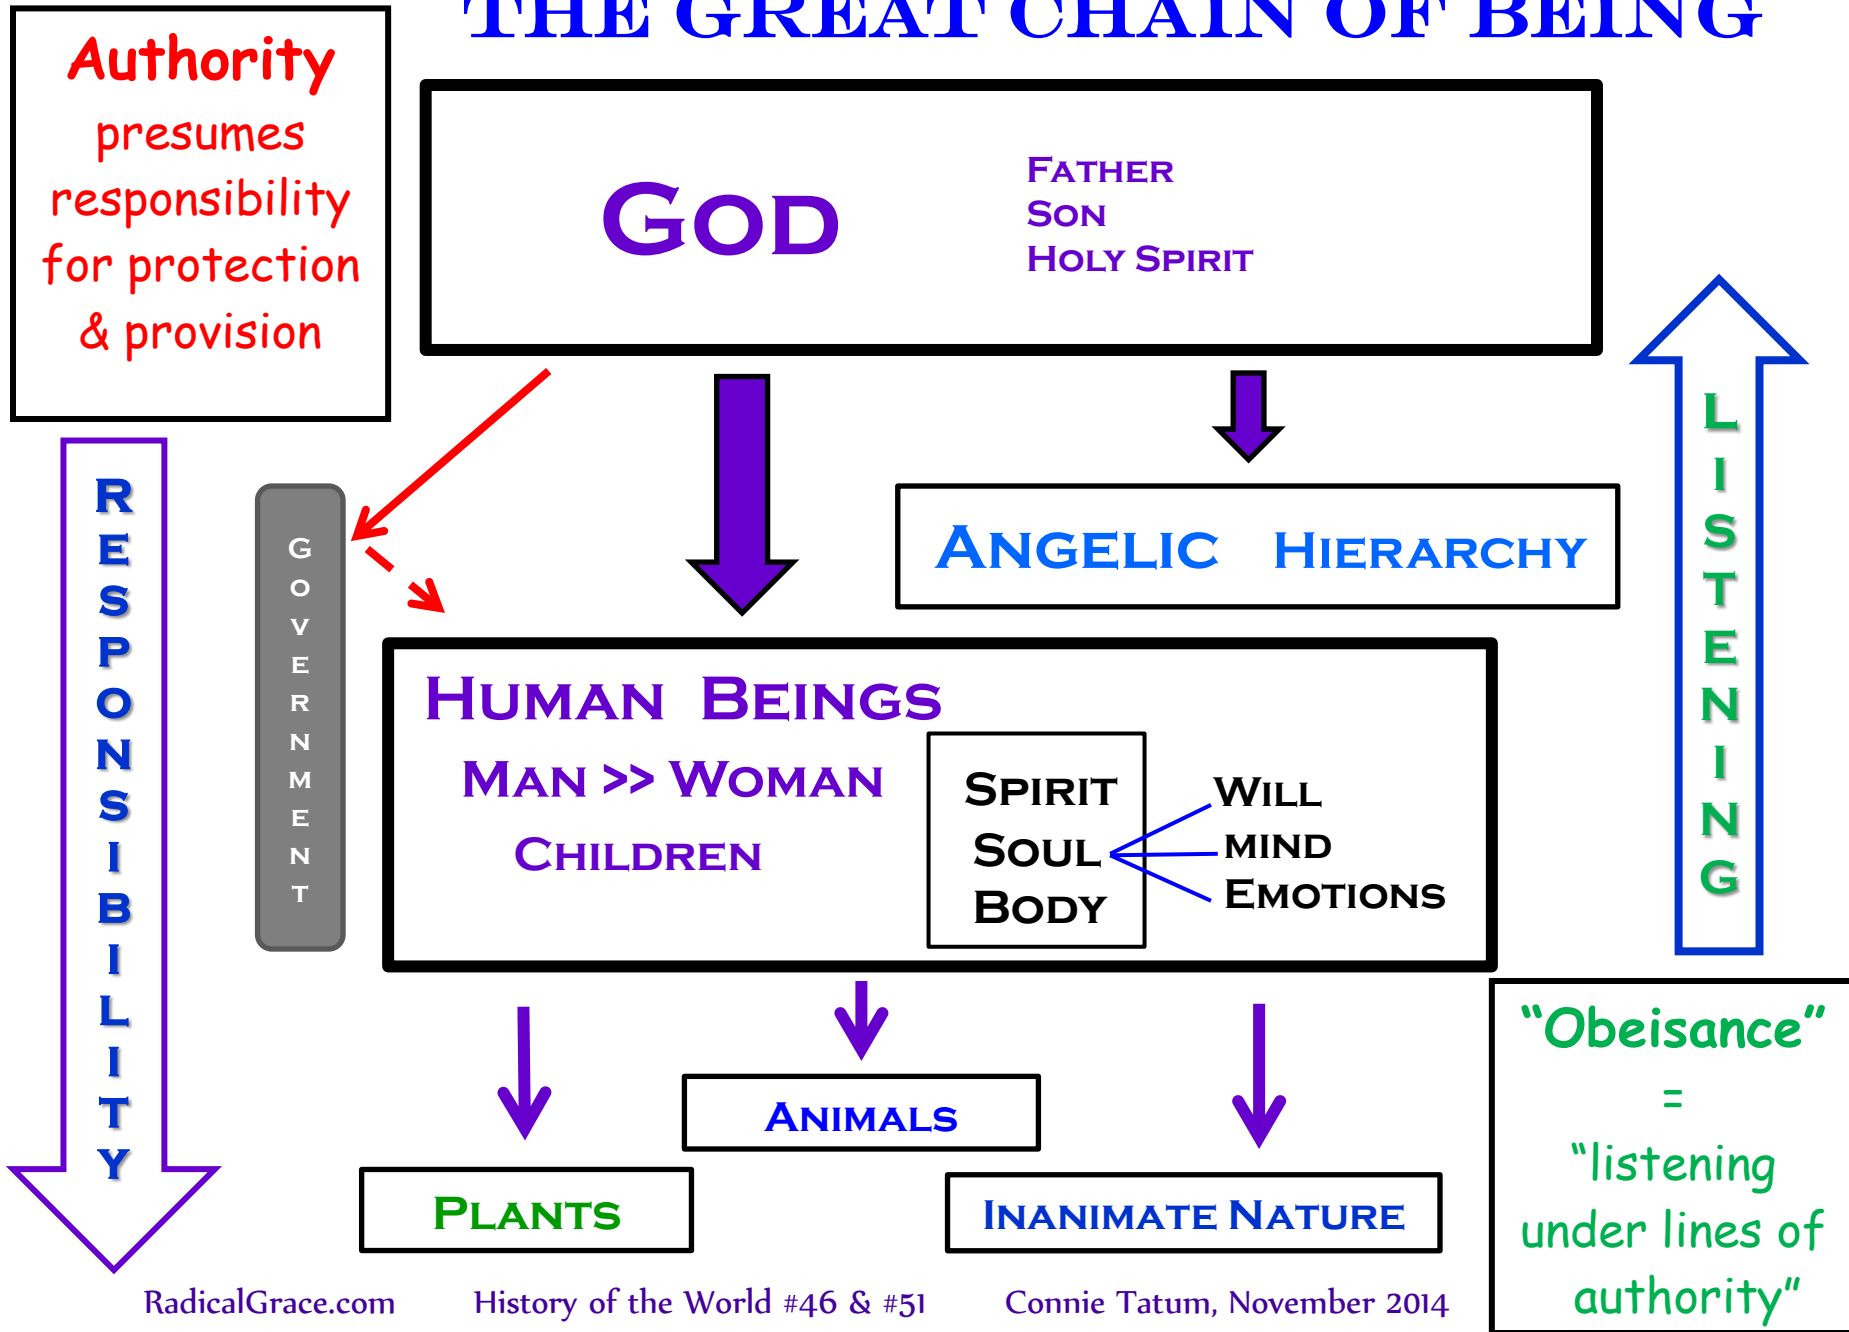 THE GREAT CHAIN OF BEING
Authority
presumes
responsibility
for protection
& provision
GOD
FATHER
SON
HOLY SPIRIT
RESPONSIBILITY
GOVERNMENT
ANGELIC HIERARCHY
LISTENING
HUMAN BEINGS
MAN >> WOMAN
CHILDREN
SPIRIT
SOUL
BODY
WILL
MIND
EMOTIONS
ANIMALS
PLANTS
INANIMATE NATURE
“Obeisance”
=
“listening
under lines of
authority”
RadicalGrace.com History of the World #46 & #51 Connie Tatum, November 2014